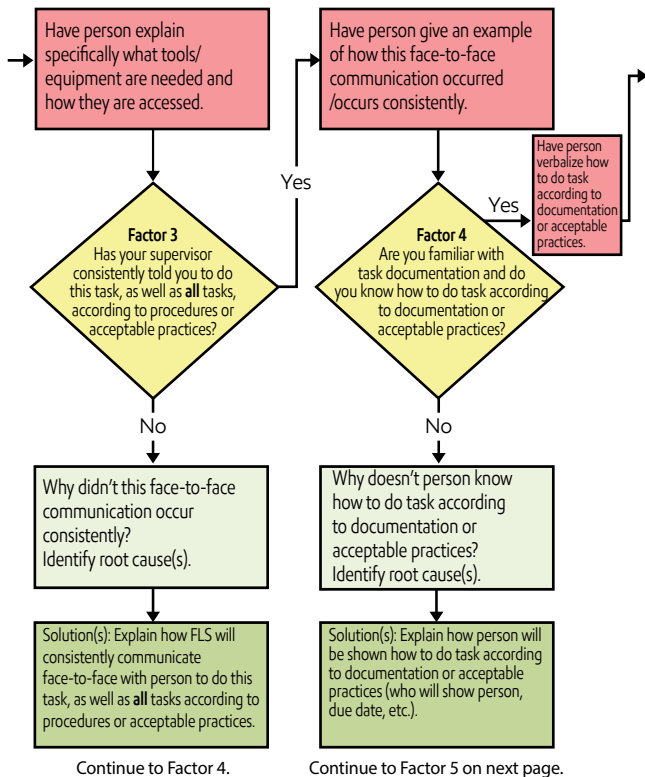 Have person explain
specifically what tools/
equipment are needed and
how they are accessed.
Factor 3
Has your supervisor
consistently told you to do
this task, as well as all tasks,
according to procedures or
acceptable practices?
Yes
No
Why didn't this face-to-face
communication occur
consistently?
Identify root cause(s).
Solution(s): Explain how FLS will
consistently communicate
face-to-face with person to do this
task, as well as all tasks according to
procedures or acceptable practices.
Continue to Factor 4.
Have person give an example
of how this face-to-face
communication occurred
/occurs consistently.
Factor 4
Are you familiar with
task documentation and do
you know how to do task according
to documentation or
acceptable practices?
Yes
Have person
verbalize how
to do task
according to
documentation
or acceptable
practices.
No
Why doesn't person know
how to do task according
to documentation or
acceptable practices?
Identify root cause(s).
Solution(s): Explain how person will
be shown how to do task according
to documentation or acceptable
practices (who will show person,
due date, etc.).
Continue to Factor 5 on next page.